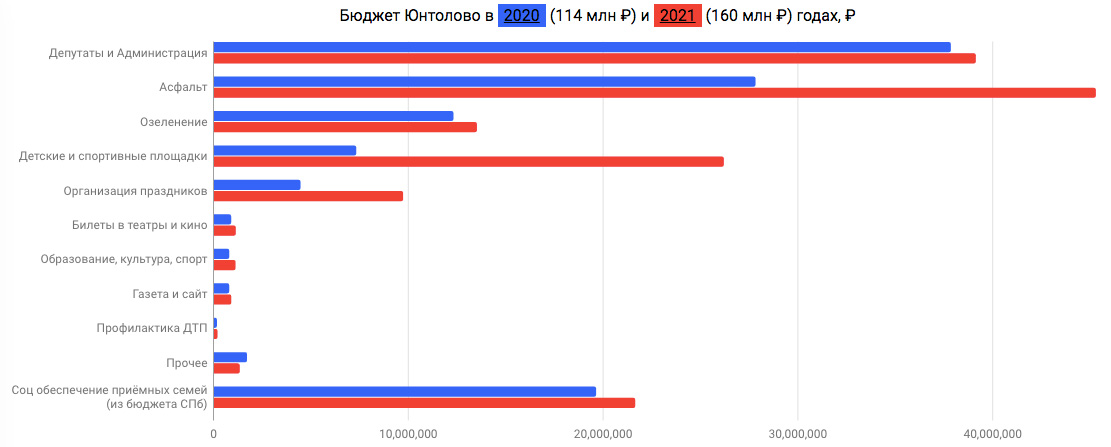 Бюджет Юнтолово в 2020 (114 млн ₽) и 2021 (160 млн ₽) годах, ₽
Депутаты и Администрация
Асфальт
Озеленение
Детские и спортивные площадки
Организация праздников
Билеты в театры и кино
Образование, культура, спорт
Газета и сайт
Профилактика ДТП
Прочее
Соц обеспечение приёмных семей
(из бюджета СПб)
0 10,000,000 20,000,000 30,000,000 40,000,000